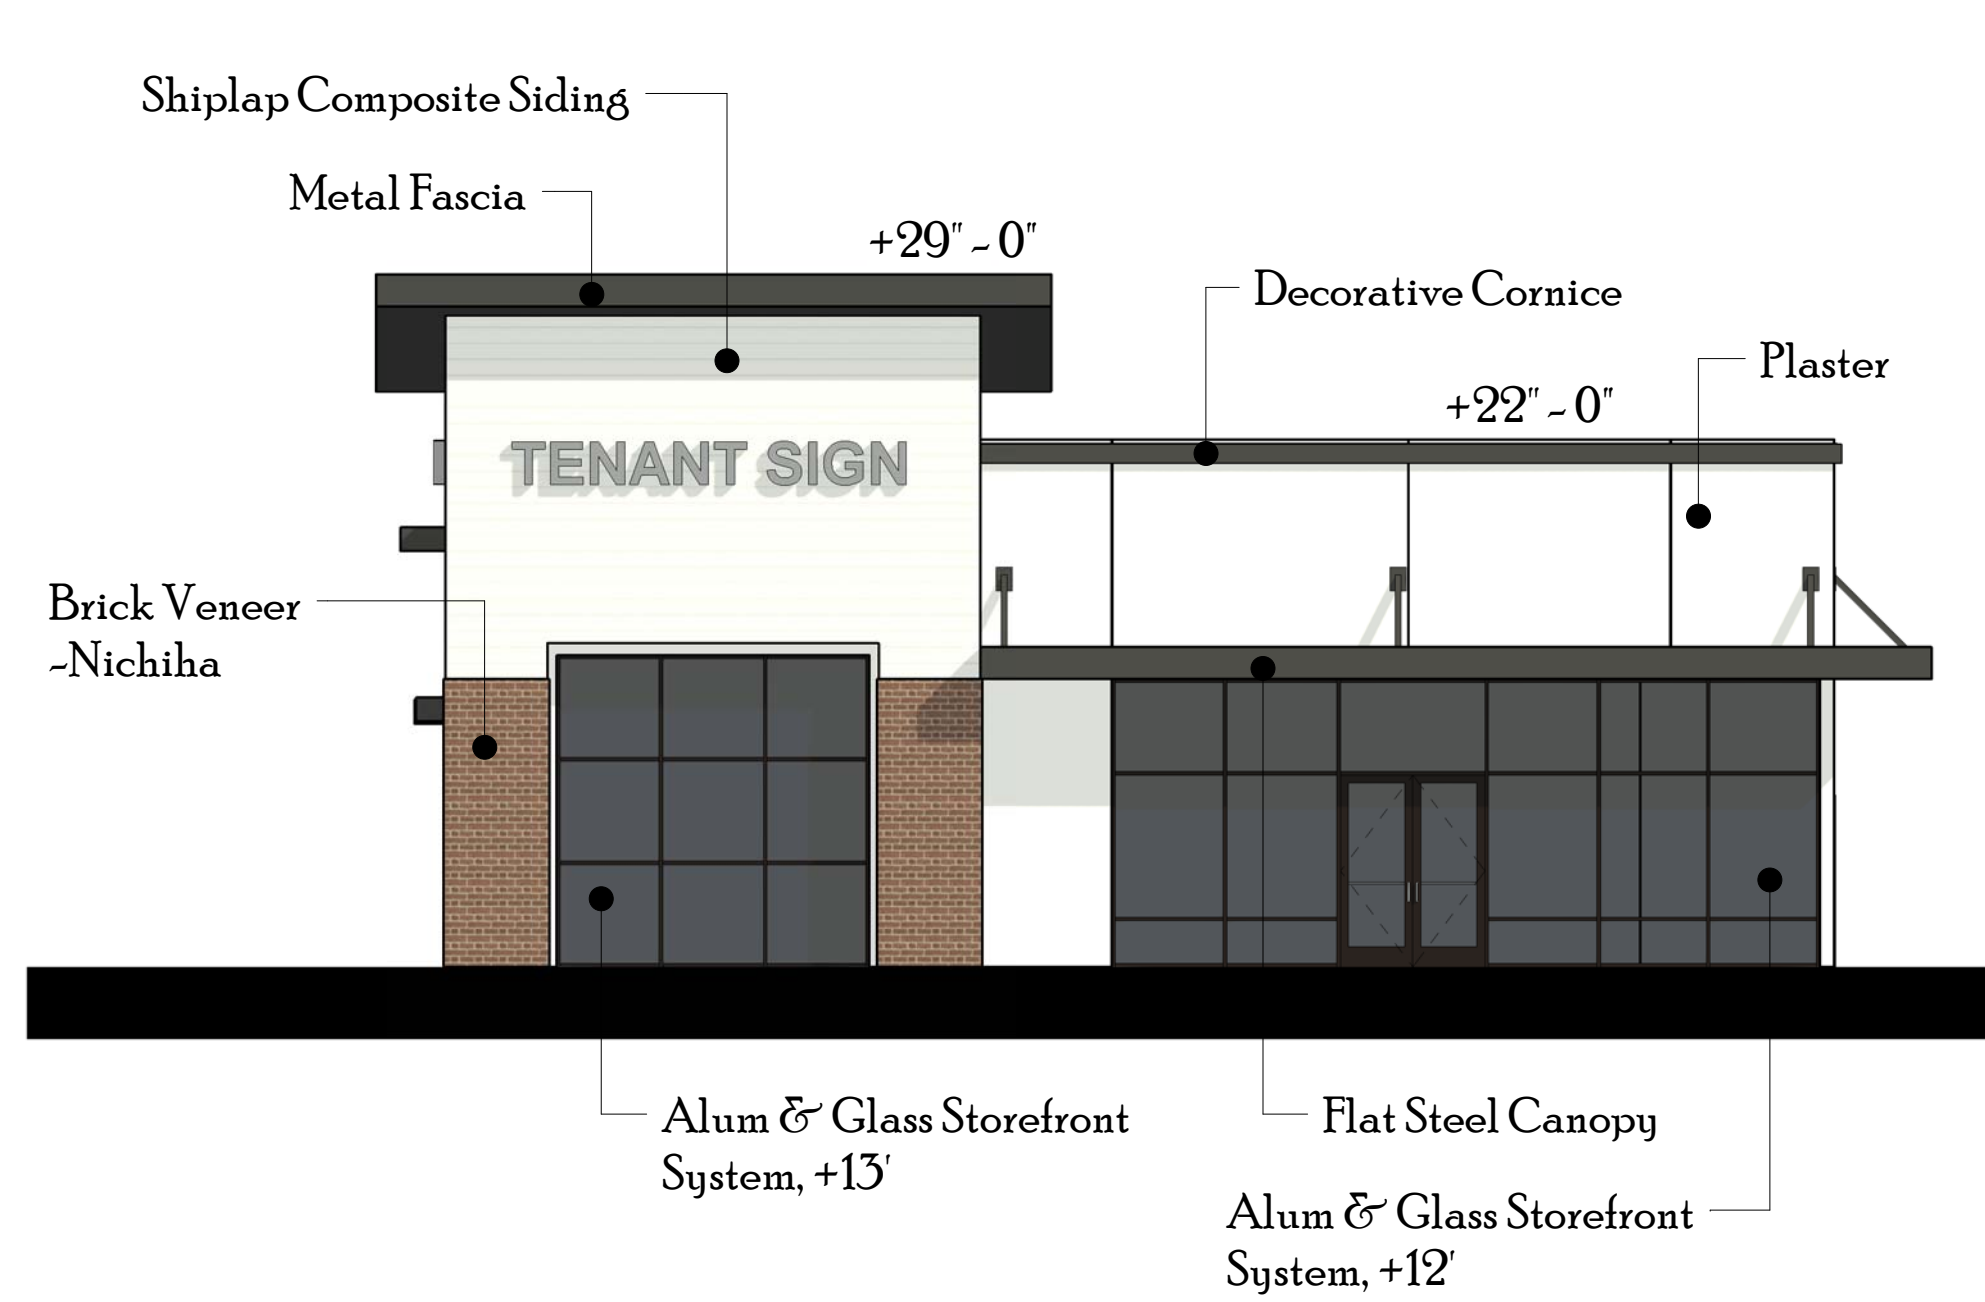 Shiplap Composite Siding
Metal Fascia
+29"~0"
Decorative Cornice
Plaster
+22"~0"
TENANT SIGN
Brick Veneer
~Nichiha
Alum & Glass Storefront
System, +13'
Flat Steel Canopy
Alum & Glass Storefront
System, +12'